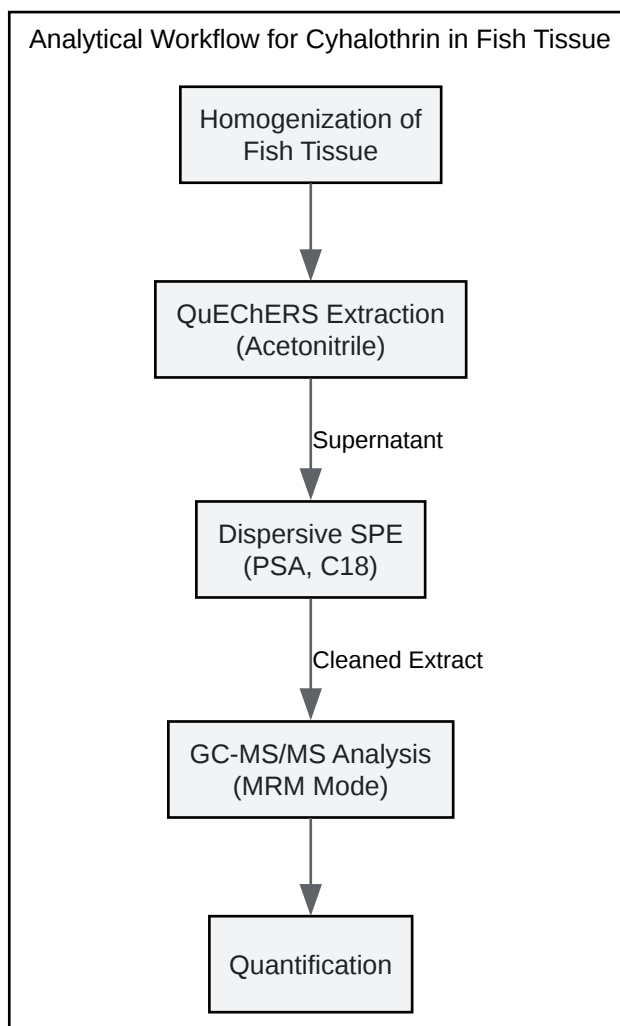 Analytical Workflow for Cyhalothrin in Fish Tissue
Homogenization of
Fish Tissue
QuEChERS Extraction
(Acetonitrile)
Supernatant
Dispersive SPE
(PSA, C18)
Cleaned Extract
GC-MS/MS Analysis
(MRM Mode)
Quantification